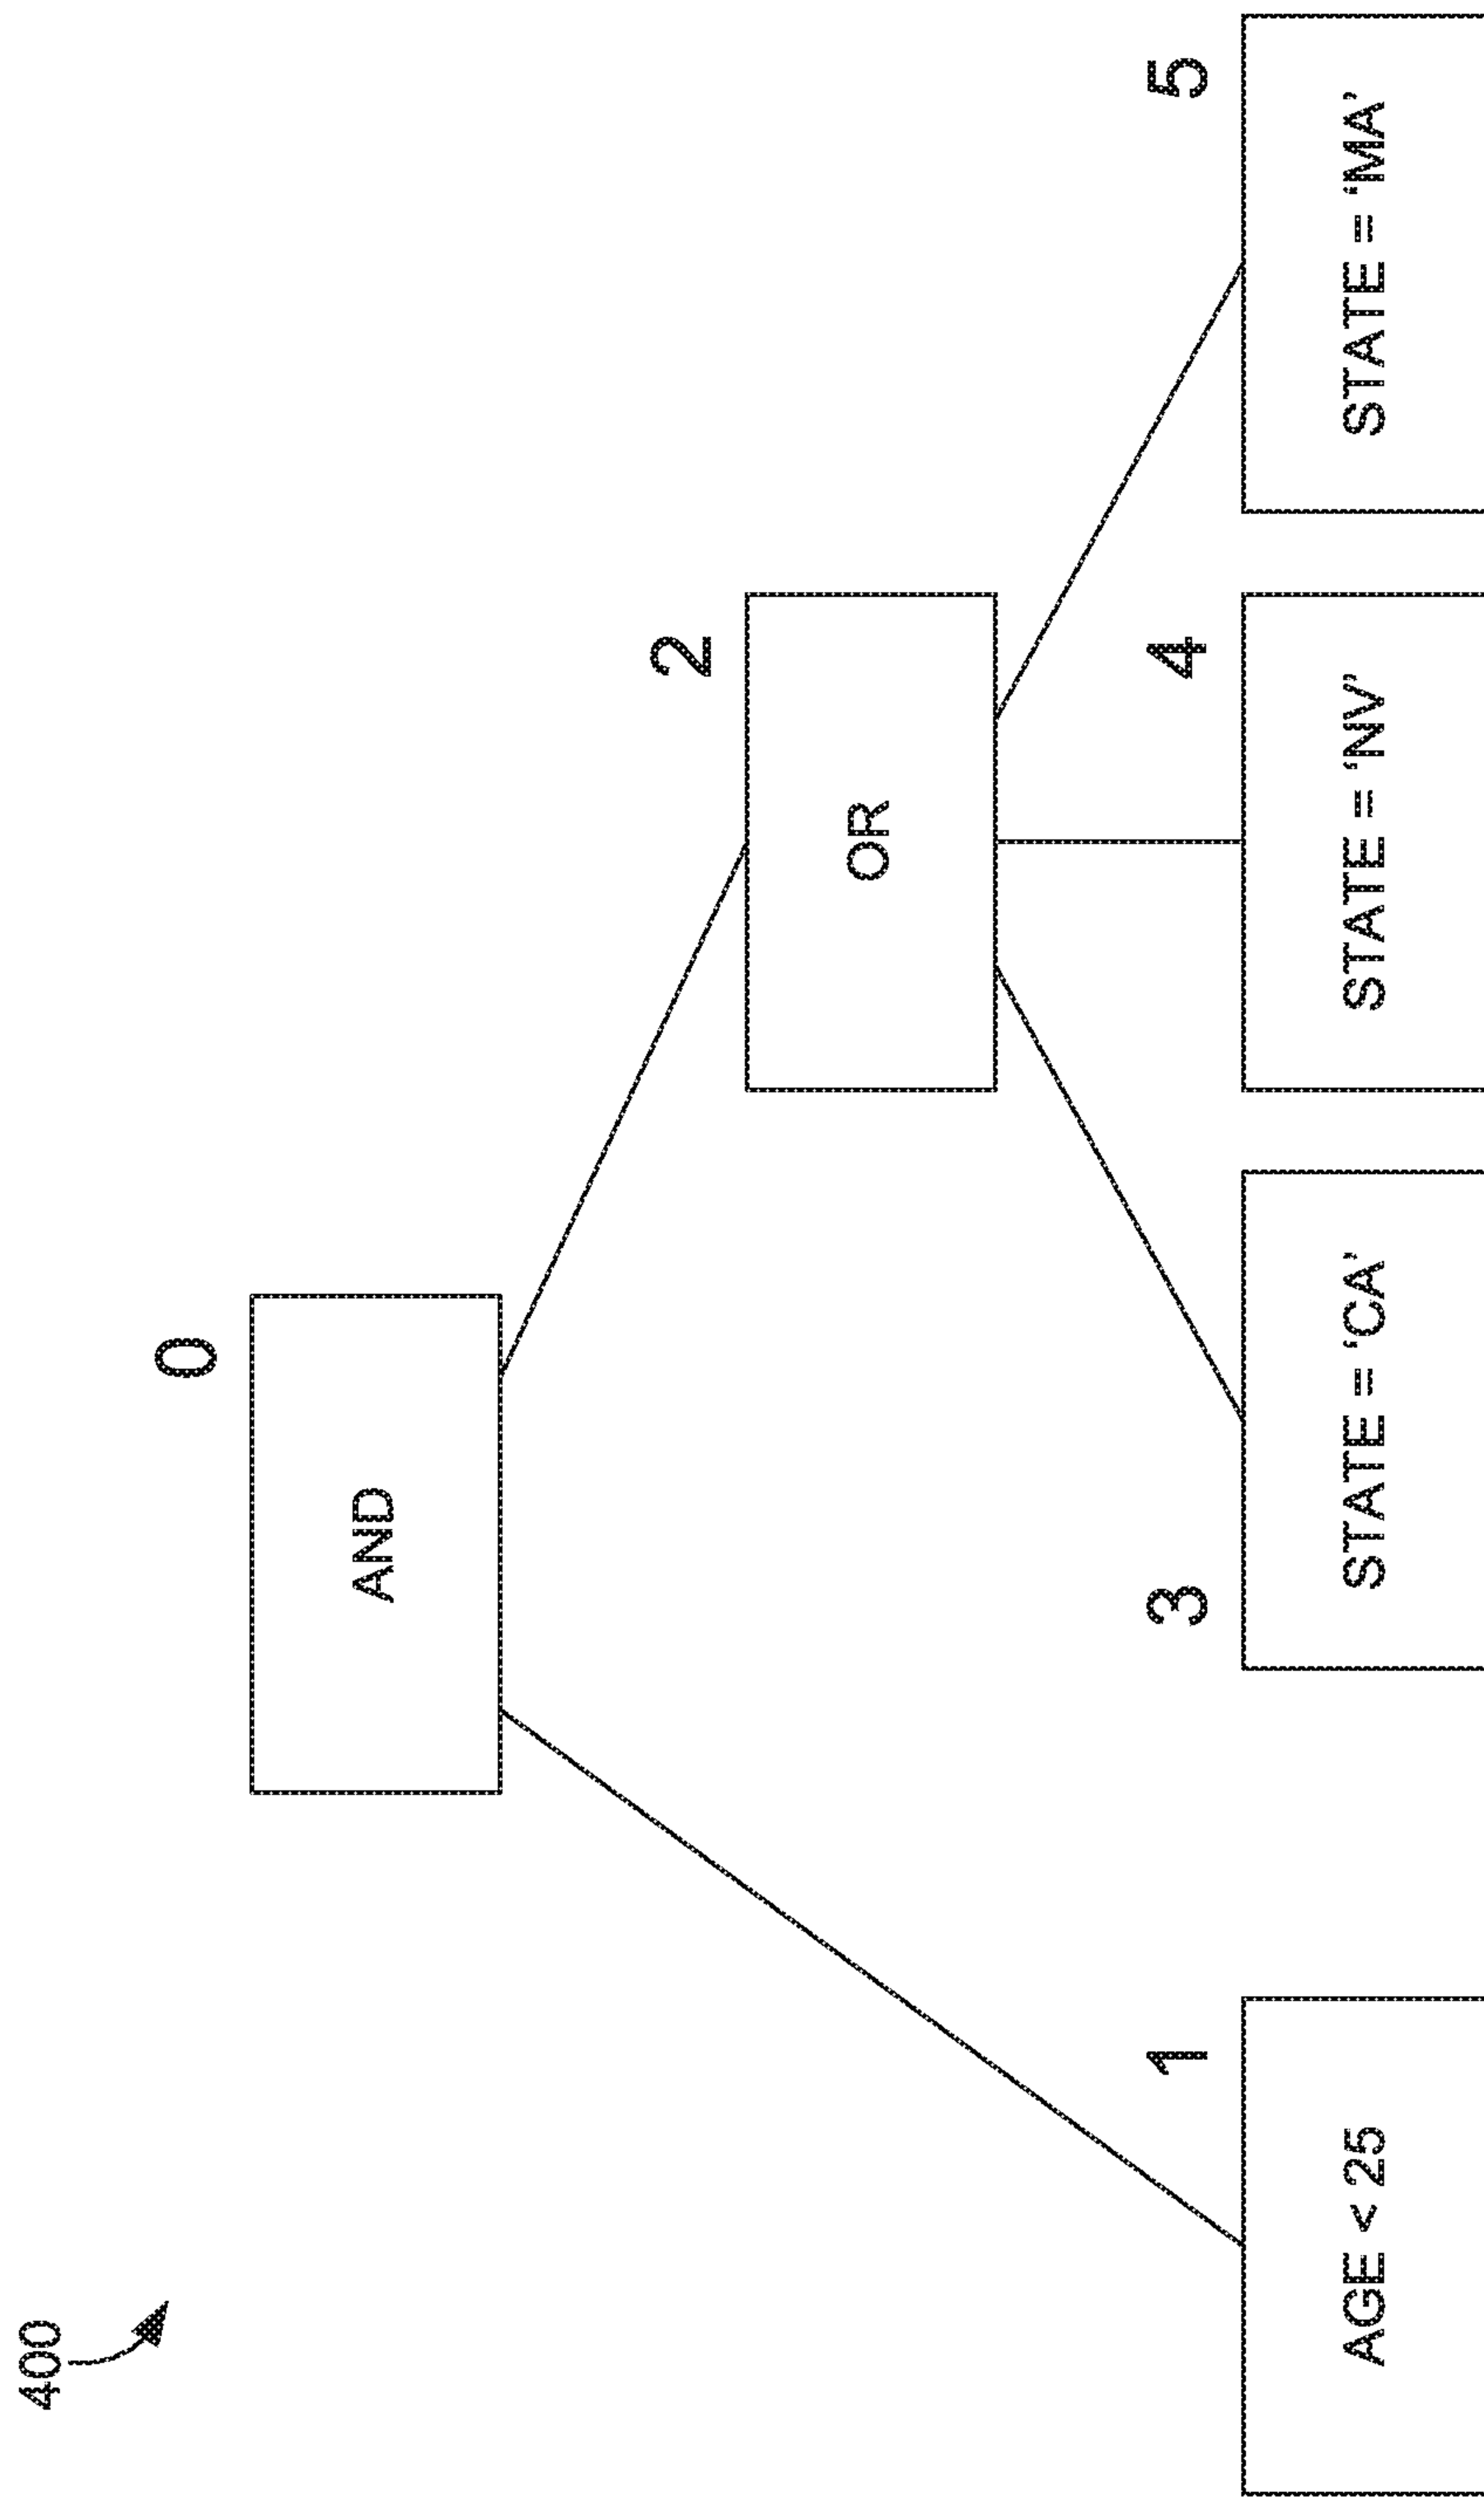 400
0
AND
2
OR
1
AGE < 25
3
STATE = ‘CA’
4
STATE = ‘NV’
5
STATE = ‘MA’